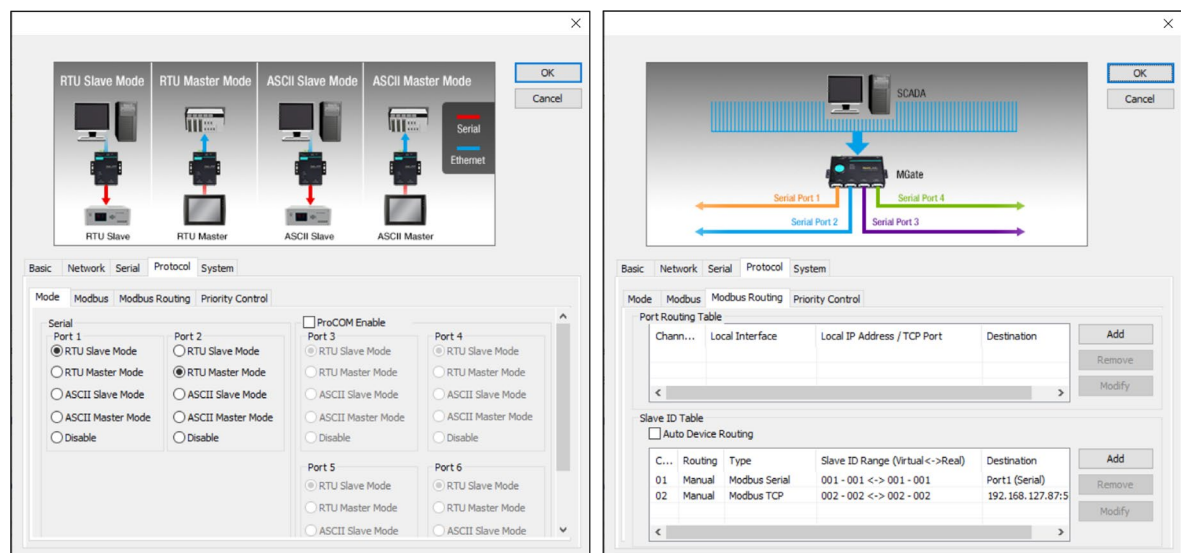 RTU Slave Mode RTU Master Mode ASCII Slave Mode ASCII Master Mode
Serial
Ethernet
RTU Slave RTU Master ASCII Slave ASCII Master
OK
Cancel
Basic Network Serial Protocol System
Mode Modbus Modbus Routing Priority Control
Serial
Port 1
RTU Slave Mode
RTU Master Mode
ASCII Slave Mode
ASCII Master Mode
Disable
Port 2
RTU Slave Mode
RTU Master Mode
ASCII Slave Mode
ASCII Master Mode
Disable
ProCOM Enable
Port 3
RTU Slave Mode
RTU Master Mode
ASCII Slave Mode
ASCII Master Mode
Disable
Port 4
RTU Slave Mode
RTU Master Mode
ASCII Slave Mode
ASCII Master Mode
Disable
Port 5
RTU Slave Mode
RTU Master Mode
ASCII Slave Mode
Port 6
RTU Slave Mode
RTU Master Mode
ASCII Slave Mode
SCADA
MGate
Serial Port 1 Serial Port 4
Serial Port 2 Serial Port 3
OK
Cancel
Basic Network Serial Protocol System
Mode Modbus Modbus Routing Priority Control
Port Routing Table
Chann... Local Interface Local IP Address / TCP Port Destination
Add
Remove
Modify
Slave ID Table
Auto Device Routing
C... Routing Type Slave ID Range (Virtual<->Real) Destination
01 Manual Modbus Serial 001 - 001 <-> 001 - 001 Port1 (Serial)
02 Manual Modbus TCP 002 - 002 <-> 002 - 002 192.168.127.87:5
Add
Remove
Modify